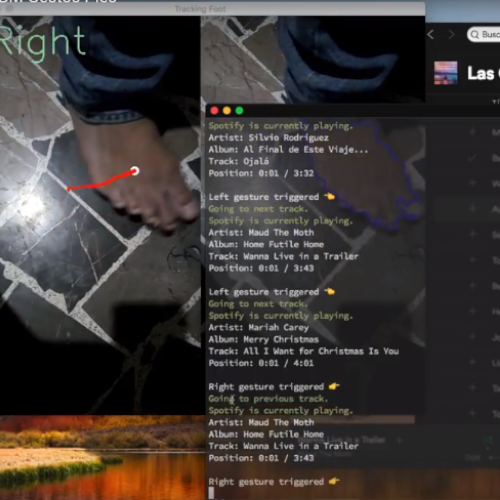 Tracking Foot
Right
Busc
Las
Spotify is currently playing.
Artist: Silvio Rodríguez
Album: Al Final de Este Viaje...
Track: Ojalá
Position: 0:01 / 3:32
Left gesture triggered 👈
Going to next track.
Spotify is currently playing.
Artist: Maud The Moth
Album: Home Futile Home
Track: Wanna Live in a Trailer
Position: 0:01 / 3:43
Left gesture triggered 👈
Going to next track.
Spotify is currently playing.
Artist: Mariah Carey
Album: Merry Christmas
Track: All I Want for Christmas Is You
Position: 0:01 / 4:01
Right gesture triggered 👉
Going to previous track.
Spotify is currently playing.
Artist: Maud The Moth
Album: Home Futile Home
Track: Wanna Live in a Trailer
Position: 0:01 / 3:43
Right gesture triggered 👉